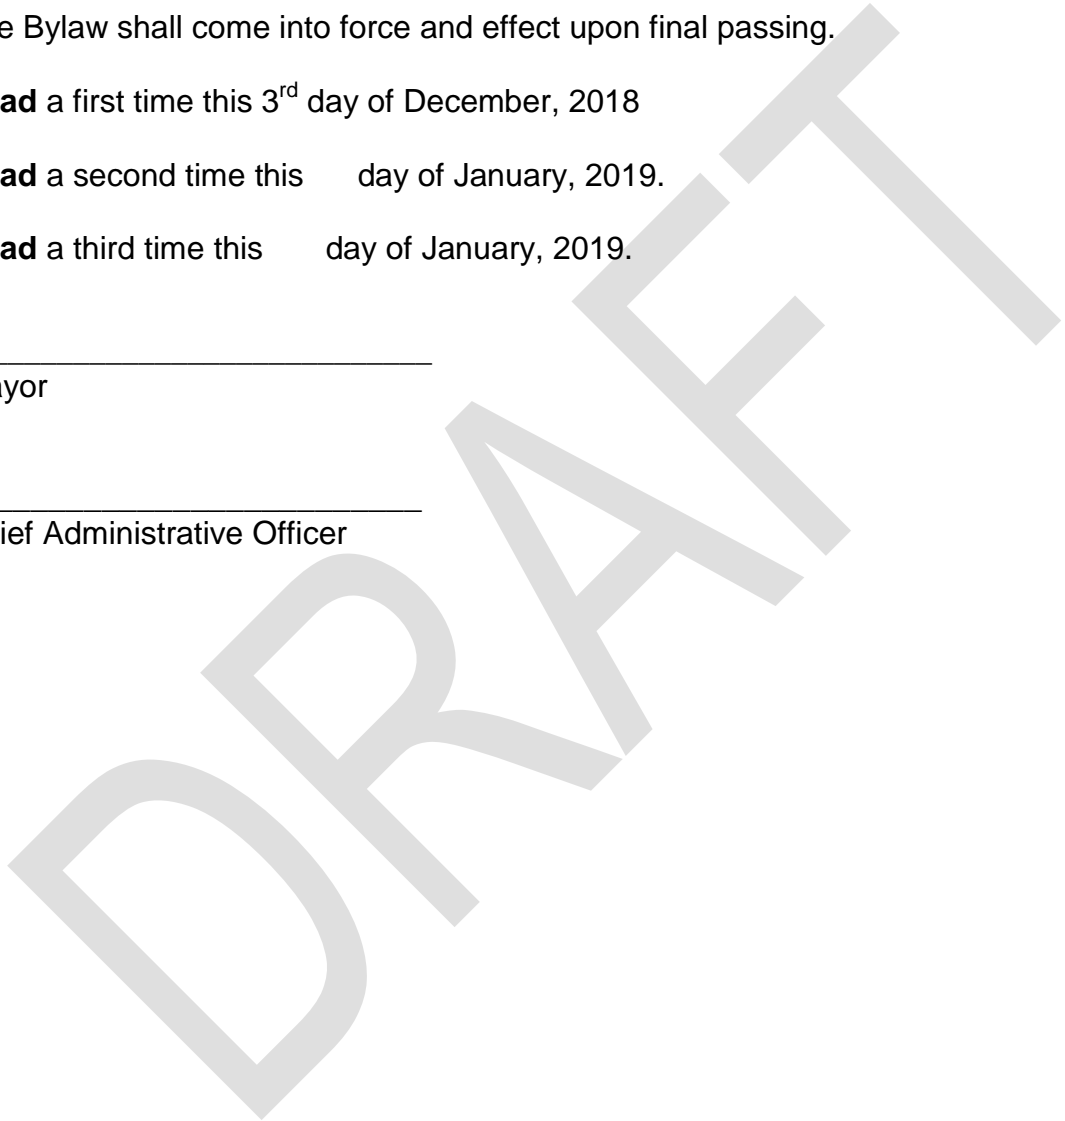 e Bylaw shall come into force and effect upon final passing.
ad a first time this 3rd day of December, 2018
ad a second time this day of January, 2019.
ad a third time this day of January, 2019.
ayor
ief Administrative Officer
DRAFT